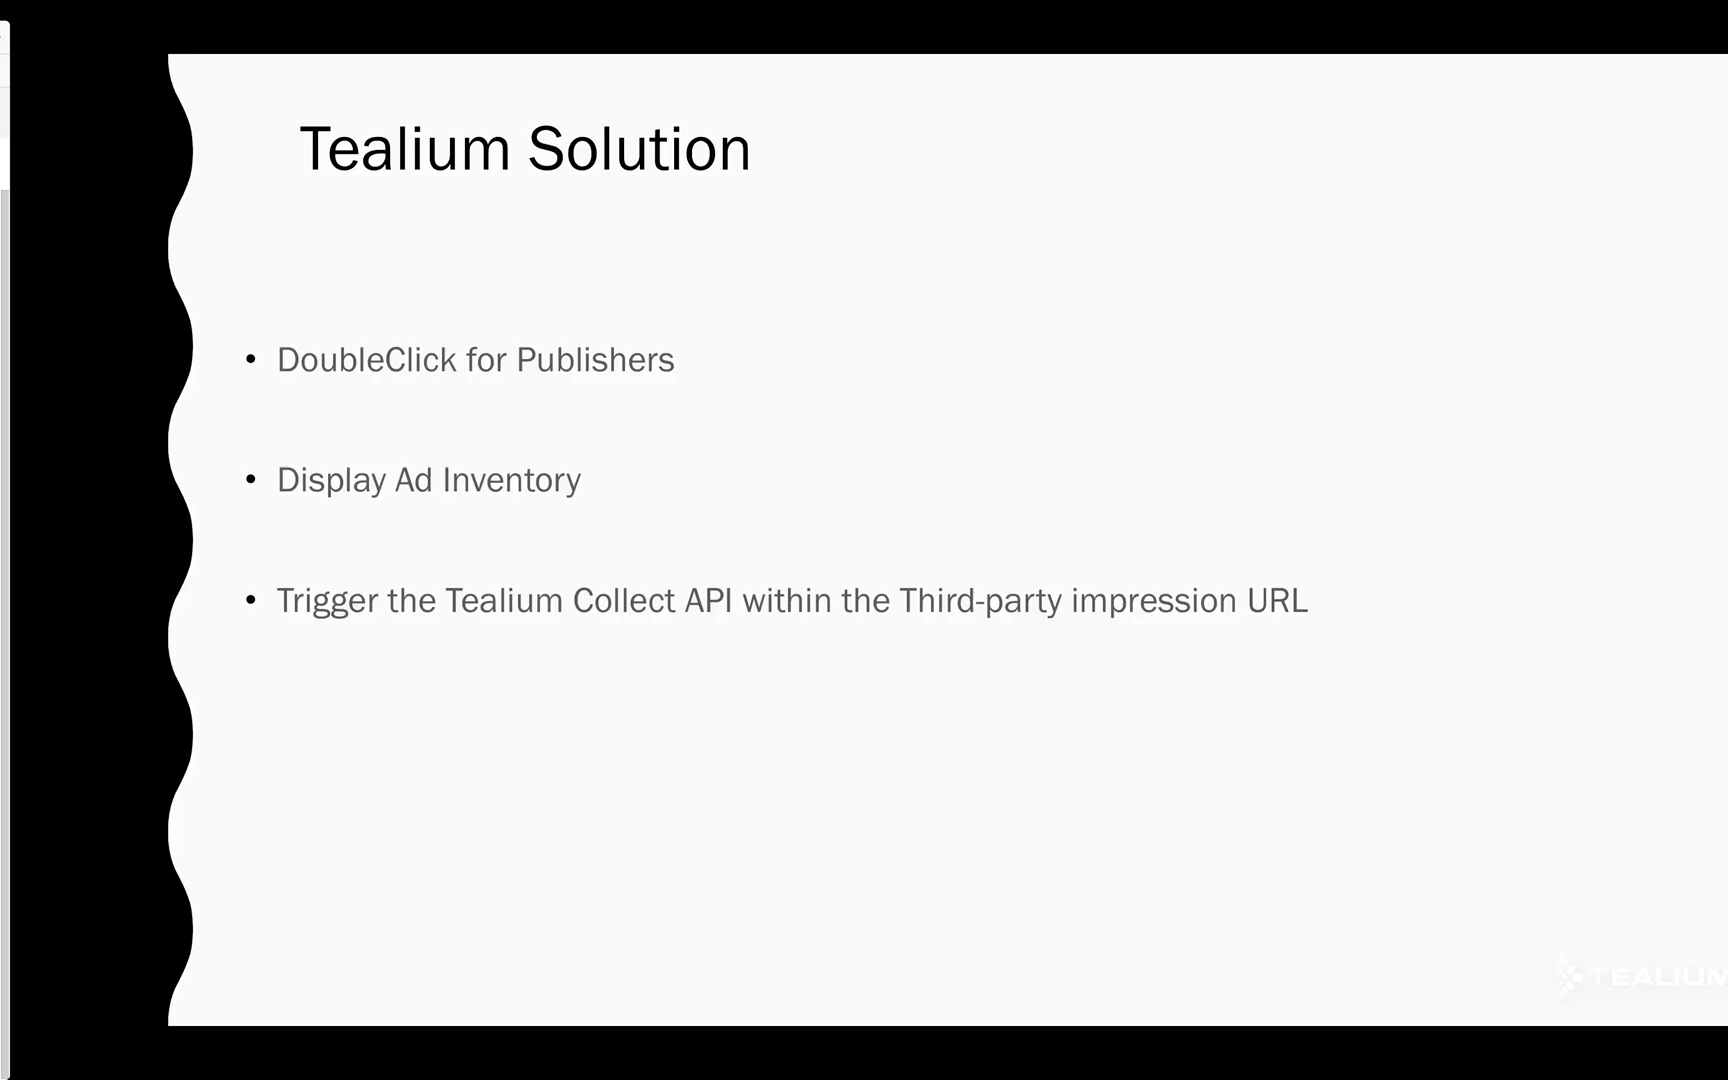 Tealium Solution
• DoubleClick for Publishers
• Display Ad Inventory
• Trigger the Tealium Collect API within the Third-party impression URL
TEALIUM